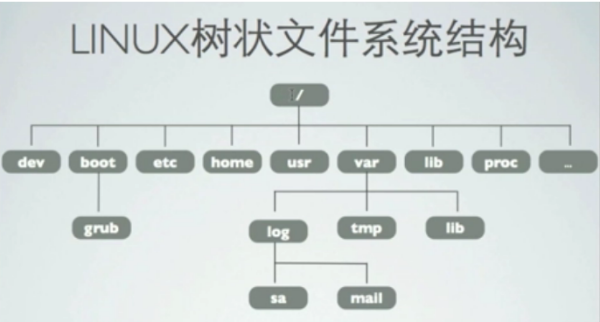 LINUX树状文件系统结构
/
dev boot etc home usr var lib proc ..
grub log tmp lib
sa mail